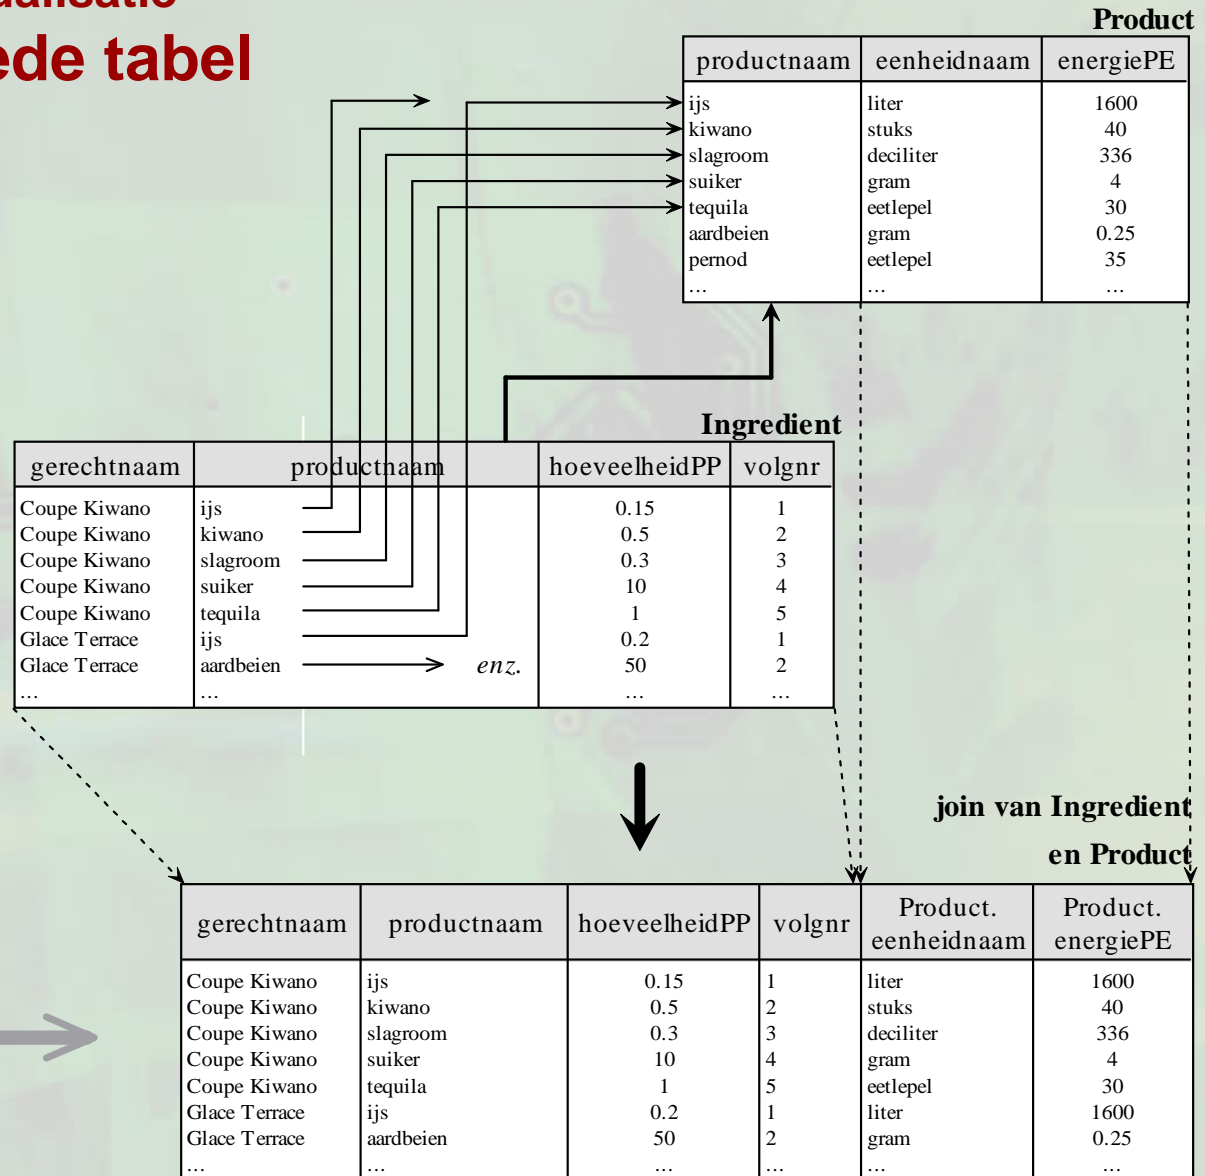 ede tabel
Product
productnaam eenheidnaam energiePE
ijs liter 1600
kiwano stuks 40
slagroom deciliter 336
suiker gram 4
tequila eetlepel 30
aardbeien gram 0.25
pernod eetlepel 35
... ... ...
Ingredient
gerechtnaam productnaam hoeveelheidPP volgnr
Coupe Kiwano ijs 0.15 1
Coupe Kiwano kiwano 0.5 2
Coupe Kiwano slagroom 0.3 3
Coupe Kiwano suiker 10 4
Coupe Kiwano tequila 1 5
Glace Terrace ijs 0.2 1
Glace Terrace aardbeien enz. 50 2
... ... ... ...
join van Ingredient
en Product
gerechtnaam productnaam hoeveelheidPP volgnr Product. eenheidnaam Product. energiePE
Coupe Kiwano ijs 0.15 1 liter 1600
Coupe Kiwano kiwano 0.5 2 stuks 40
Coupe Kiwano slagroom 0.3 3 deciliter 336
Coupe Kiwano suiker 10 4 gram 4
Coupe Kiwano tequila 1 5 eetlepel 30
Glace Terrace ijs 0.2 1 liter 1600
Glace Terrace aardbeien 50 2 gram 0.25
... ... ... ... ... ...